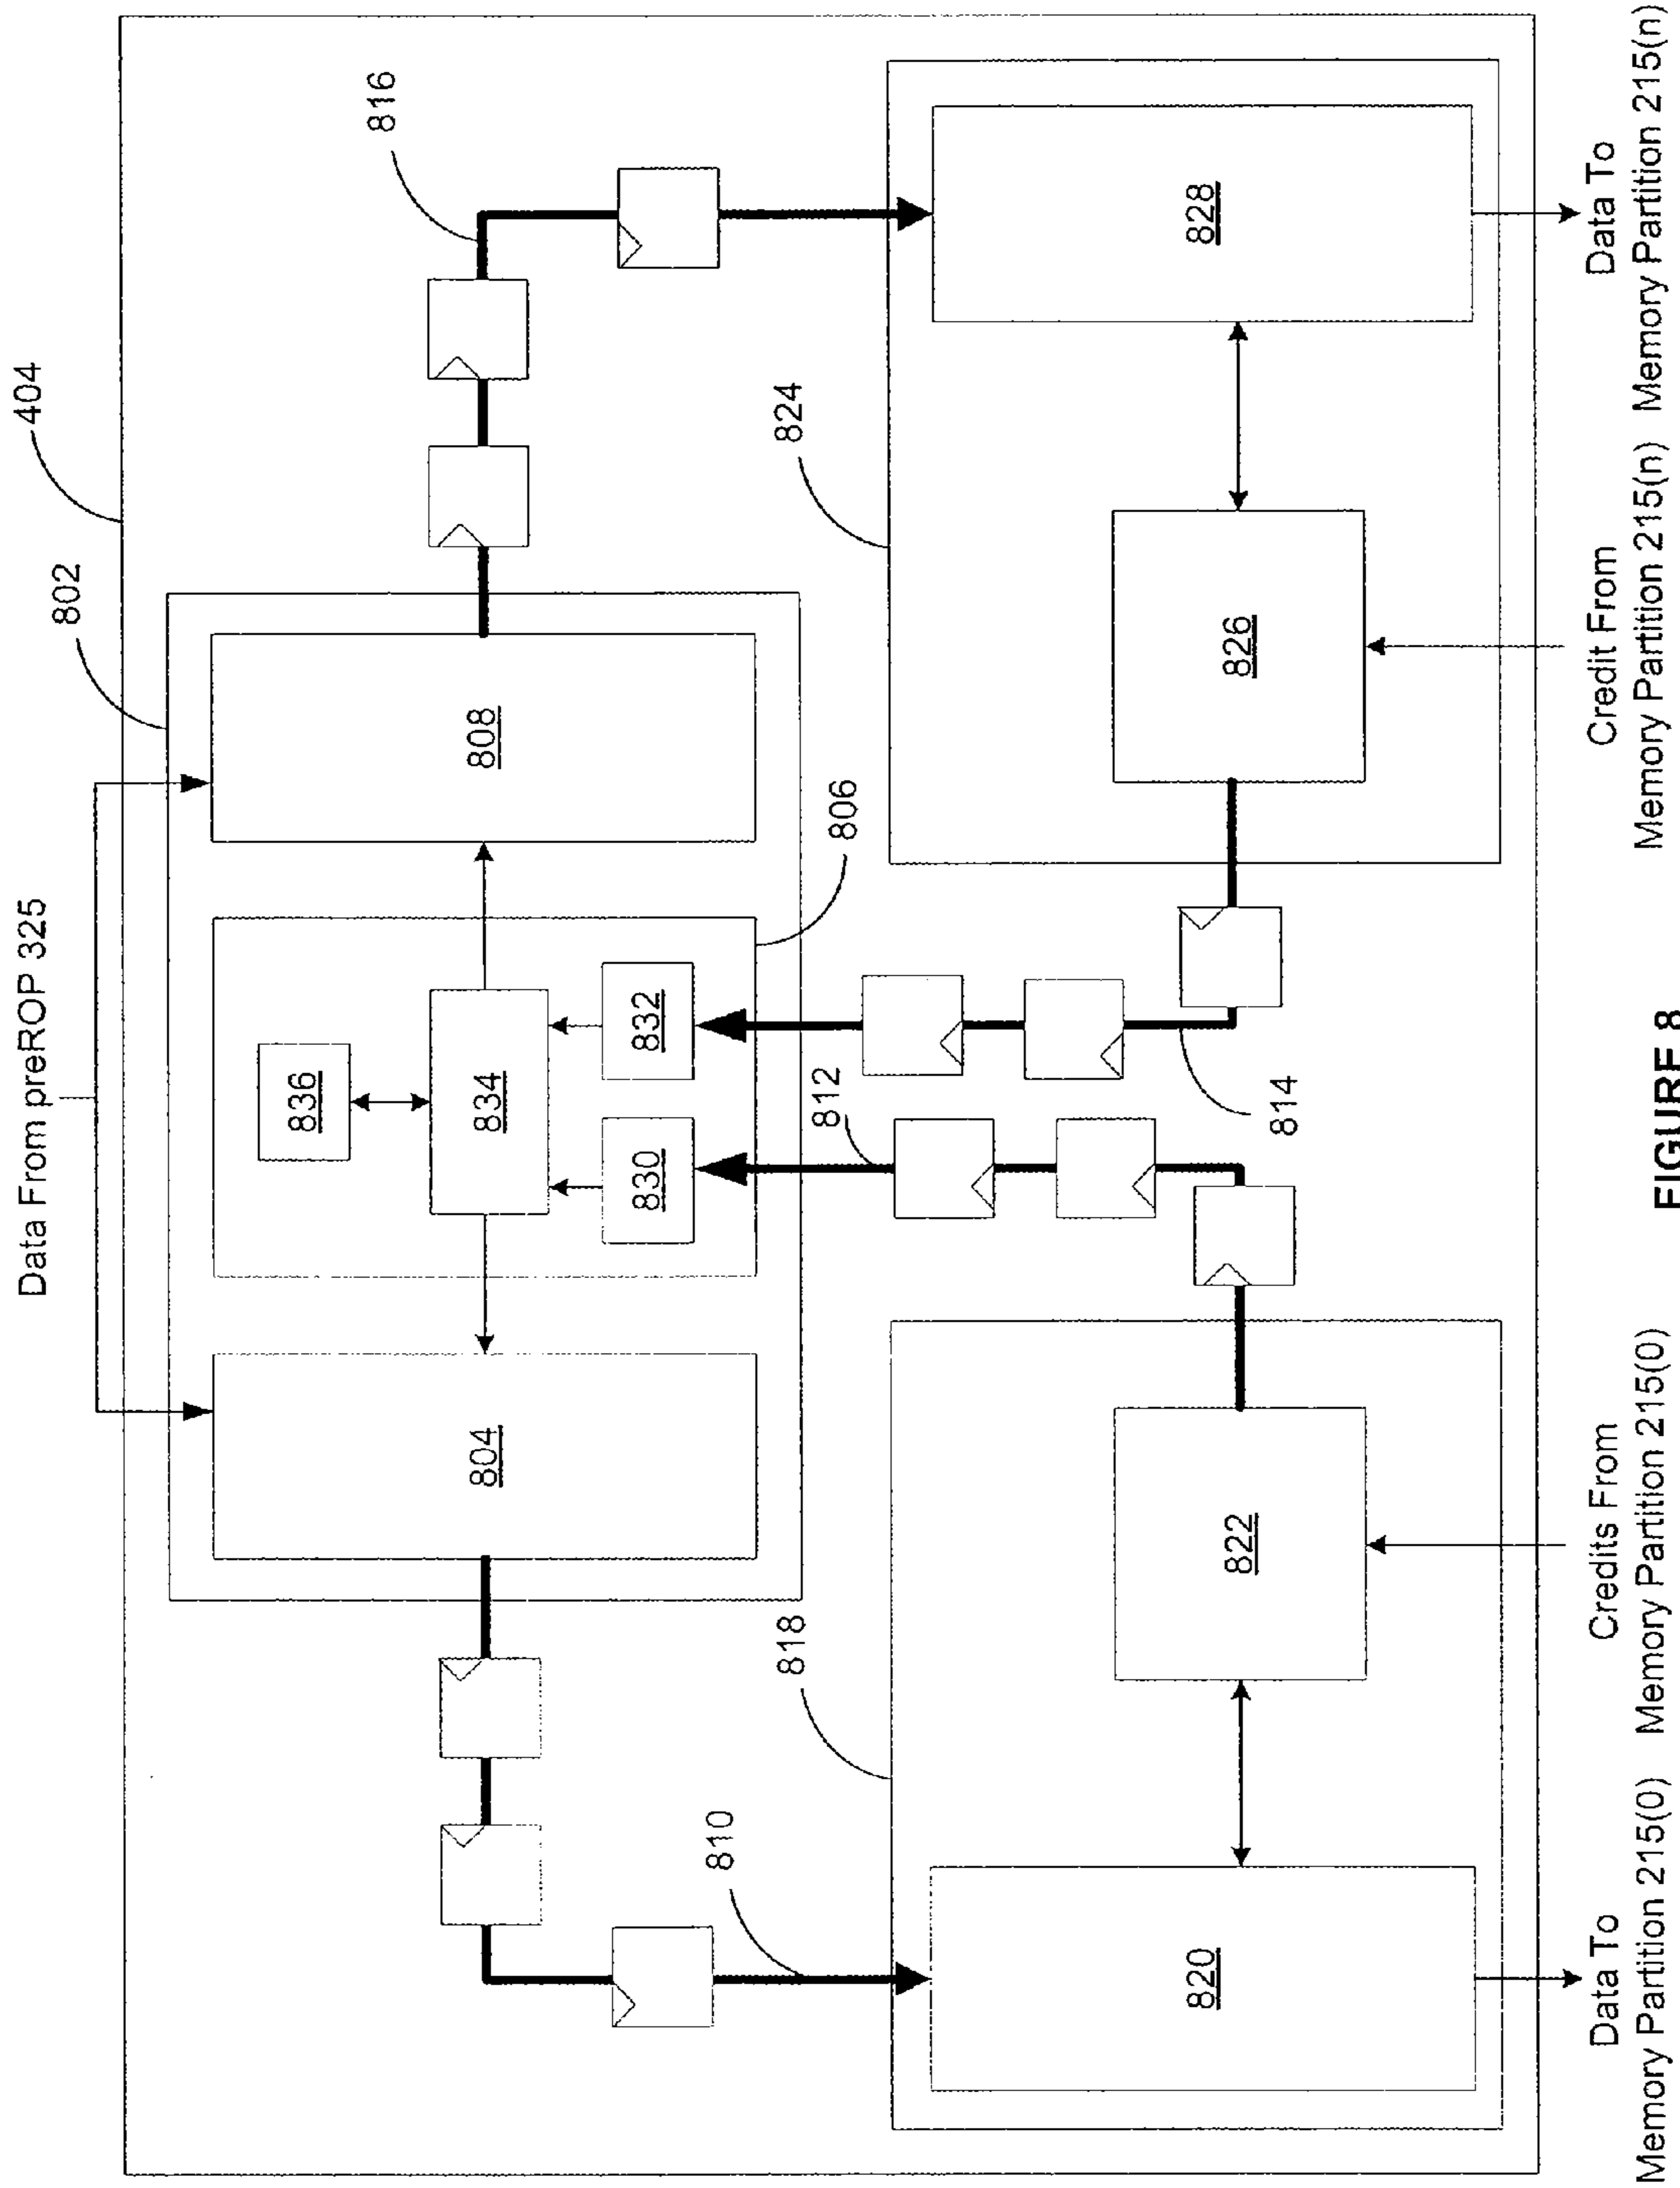 Data From preROP 325
404
802
816
808
804
806
836
834
830
832
812
814
818
824
810
820
822
826
828
Data To
Memory Partition 215(0)
Credits From
Memory Partition 215(0)
Credit From
Memory Partition 215(n)
Data To
Memory Partition 215(n)
FIGURE 8